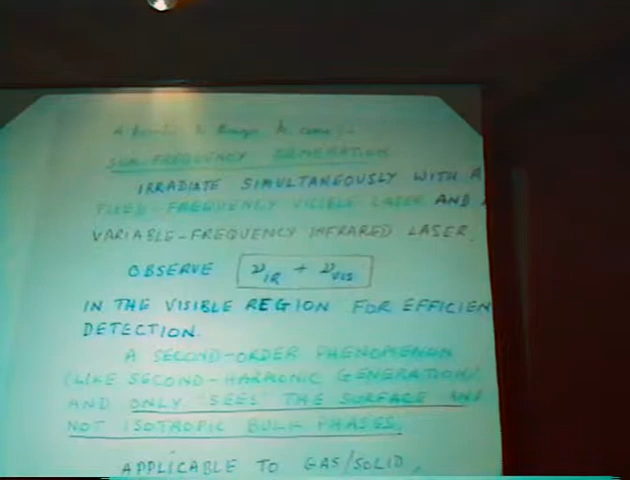 SUM-FREQUENCY GENERATION
IRRADIATE SIMULTANEOUSLY WITH A
FIXED-FREQUENCY VISIBLE LASER AND
VARIABLE-FREQUENCY INFRARED LASER.
OBSERVE ν_IR + ν_VIS
IN THE VISIBLE REGION FOR EFFICIEN
DETECTION.
A SECOND-ORDER PHENOMENON
(LIKE SECOND-HARMONIC GENERATION)
AND ONLY "SEES" THE SURFACE AND
NOT ISOTROPIC BULK PHASES.
APPLICABLE TO GAS/SOLID,